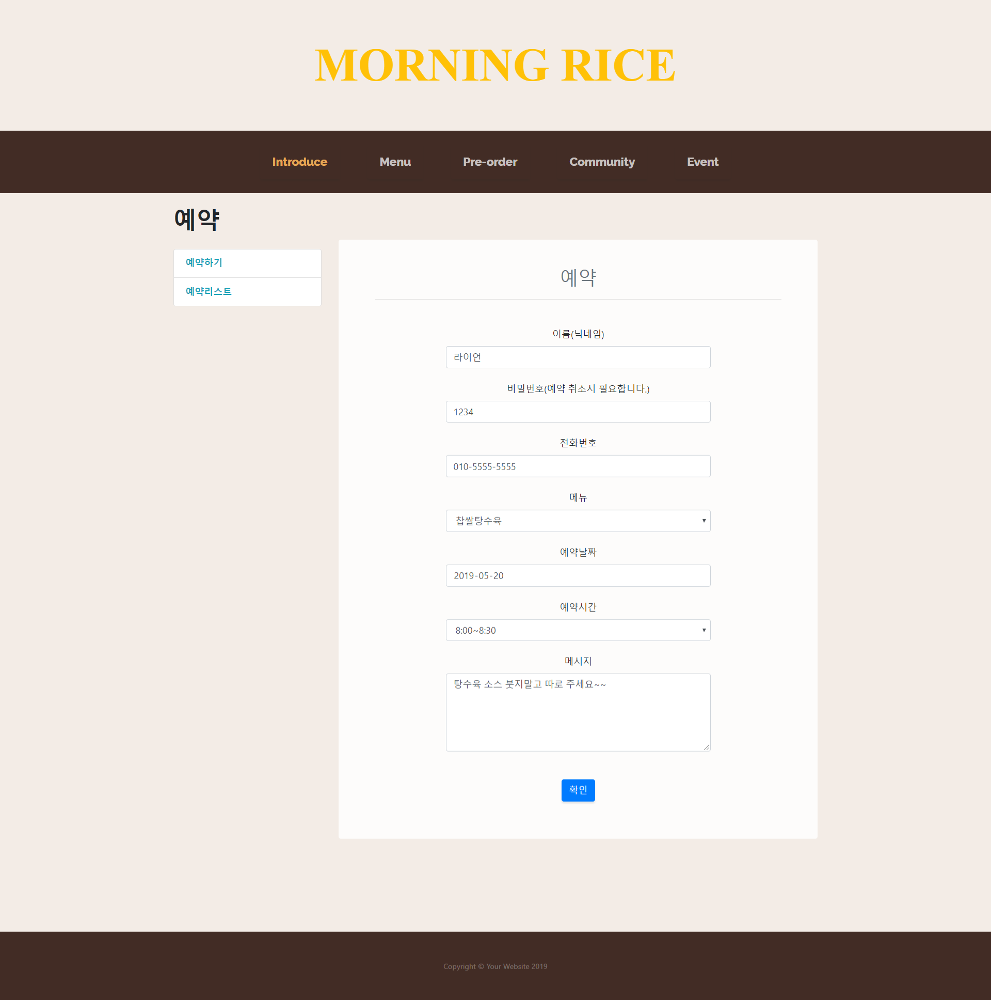 MORNING RICE
Introduce Menu Pre-order Community Event
예약
예약하기
예약리스트
예약
이름(닉네임)
라이언
비밀번호(예약 취소시 필요합니다.)
1234
전화번호
010-5555-5555
메뉴
찹쌀탕수육
예약날짜
2019-05-20
예약시간
8:00~8:30
메시지
탕수육 소스 붓지말고 따로 주세요~~
확인
Copyright © Your Website 2019